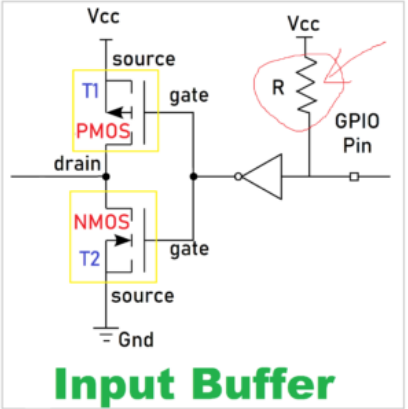 Vcc
Vcc
source
T1
gate
R
PMOS
GPIO
Pin
drain
NMOS
gate
T2
source
Gnd
Input Buffer